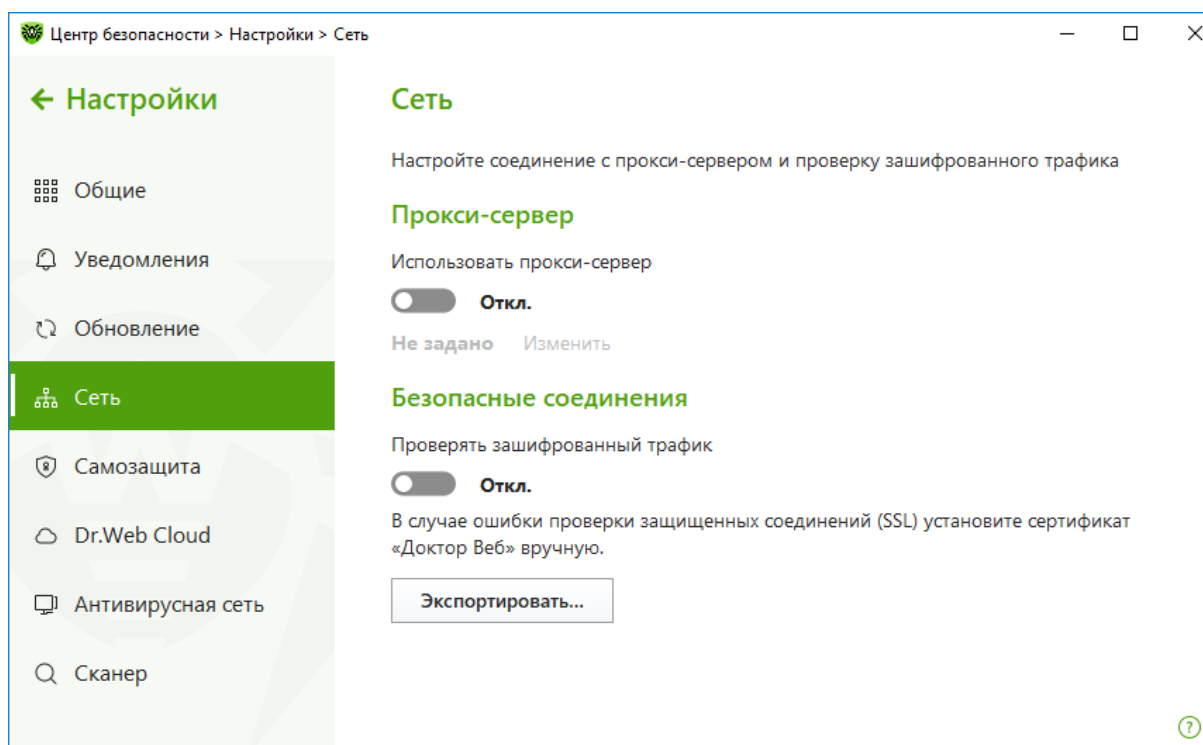 Центр безопасности > Настройки > Сеть
Настройки
Общие
Уведомления
Обновление
Сеть
Самозащита
Dr.Web Cloud
Антивирусная сеть
Сканер
Сеть
Настройте соединение с прокси-сервером и проверку зашифрованного трафика
Прокси-сервер
Использовать прокси-сервер
Откл.
Не задано Изменить
Безопасные соединения
Проверять зашифрованный трафик
Откл.
В случае ошибки проверки защищенных соединений (SSL) установите сертификат
«Доктор Веб» вручную.
Экспортировать...
?